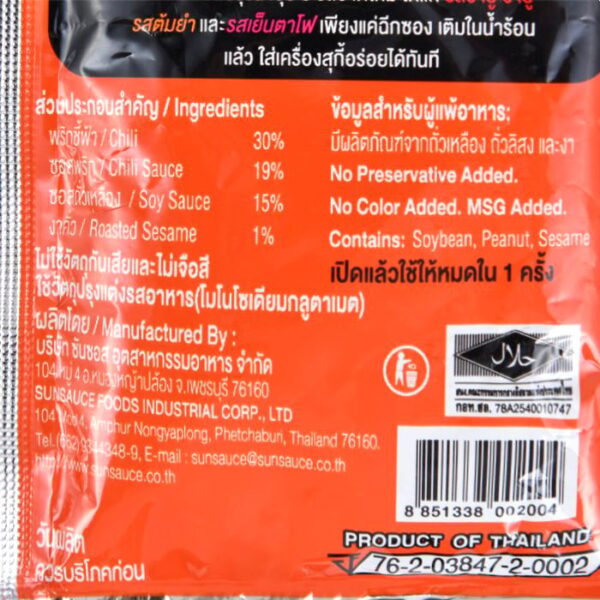 รสต้มยำ และรสเย็นตาโฟ เพียงแค่ฉีกซอง เติมในน้ำร้อน
แล้ว ใส่เครื่องสุกี้อร่อยได้ทันที
ส่วนประกอบสำคัญ / Ingredients
พริกชี้ฟ้า / Chili 30%
ซอสพริก / Chili Sauce 19%
ซอสถั่วเหลือง / Soy Sauce 15%
งาคั่ว / Roasted Sesame 1%
ไม่ใช้วัตถุกันเสียและไม่เจือสี
ใช้วัตถุปรุงแต่งรสอาหาร(โมโนโซเดียมกลูตาเมต)
ผลิตโดย / Manufactured By :
บริษัท ซันซอส อุตสาหกรรมอาหาร จำกัด
104 หมู่ 4 อ.หนองหญ้าปล้อง จ.เพชรบุรี 76160
SUNSAUCE FOODS INDUSTRIAL CORP., LTD
104 Moo4, Amphur Nongyaplong, Phetchaburi, Thailand 76160.
Tel.(662)9344348-9, E-mail : sunsauce@sunsauce.co.th
www.sunsauce.co.th
วันผลิต
ควรบริโภคก่อน
ข้อมูลสำหรับผู้แพ้อาหาร:
มีผลิตภัณฑ์จากถั่วเหลือง ถั่วลิสง และงา
No Preservative Added.
No Color Added. MSG Added.
Contains: Soybean, Peanut, Sesame
เปิดแล้วใช้ให้หมดใน 1 ครั้ง
حلال
กอท.ฮล. 78A2540010747
8 851338 002004
PRODUCT OF THAILAND
76-2-03847-2-0002